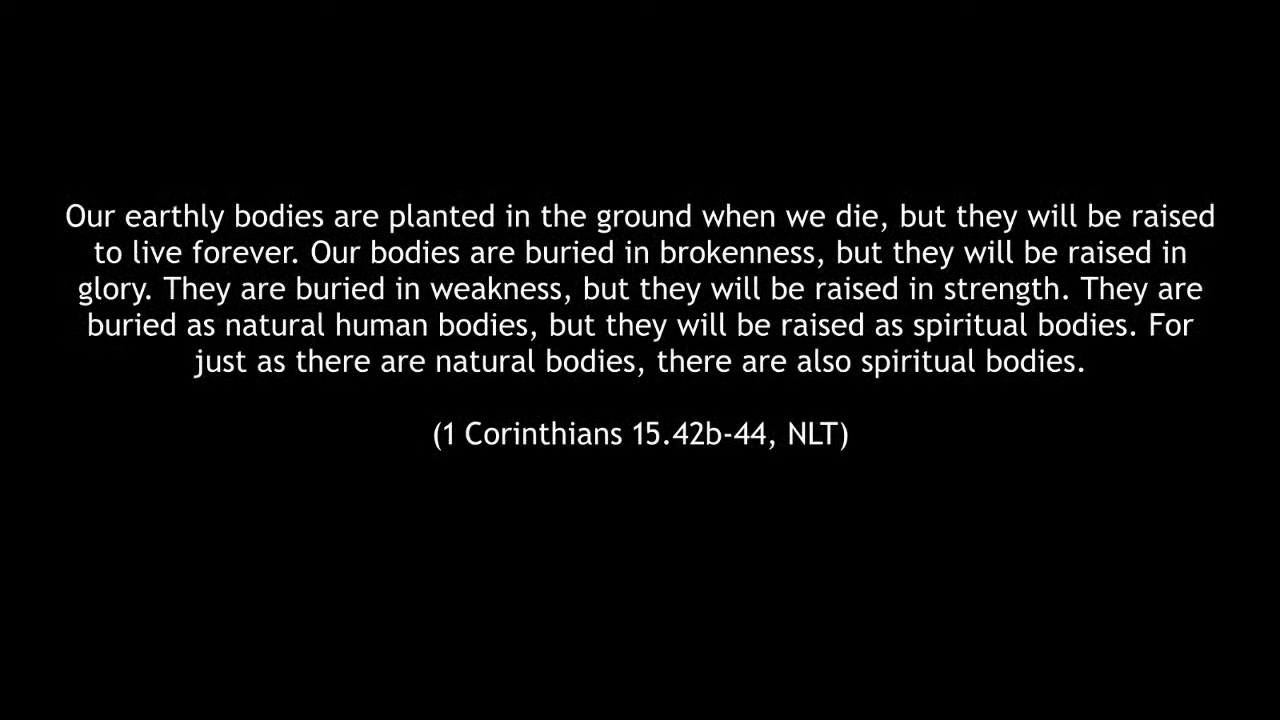 Our earthly bodies are planted in the ground when we die, but they will be raised
to live forever. Our bodies are buried in brokenness, but they will be raised in
glory. They are buried in weakness, but they will be raised in strength. They are
buried as natural human bodies, but they will be raised as spiritual bodies. For
just as there are natural bodies, there are also spiritual bodies.
(1 Corinthians 15.42b-44, NLT)